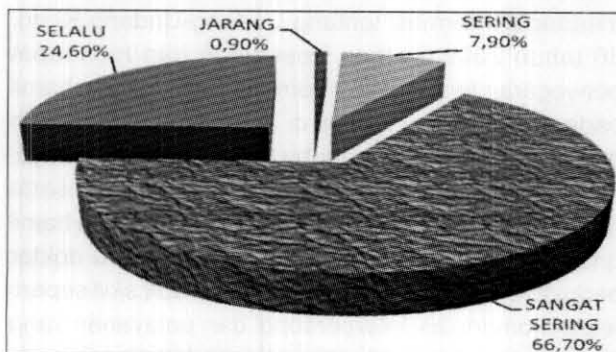 SELALU
24,60%
JARANG
0,90%
SERING
7,90%
SANGAT
SERING
66,70%